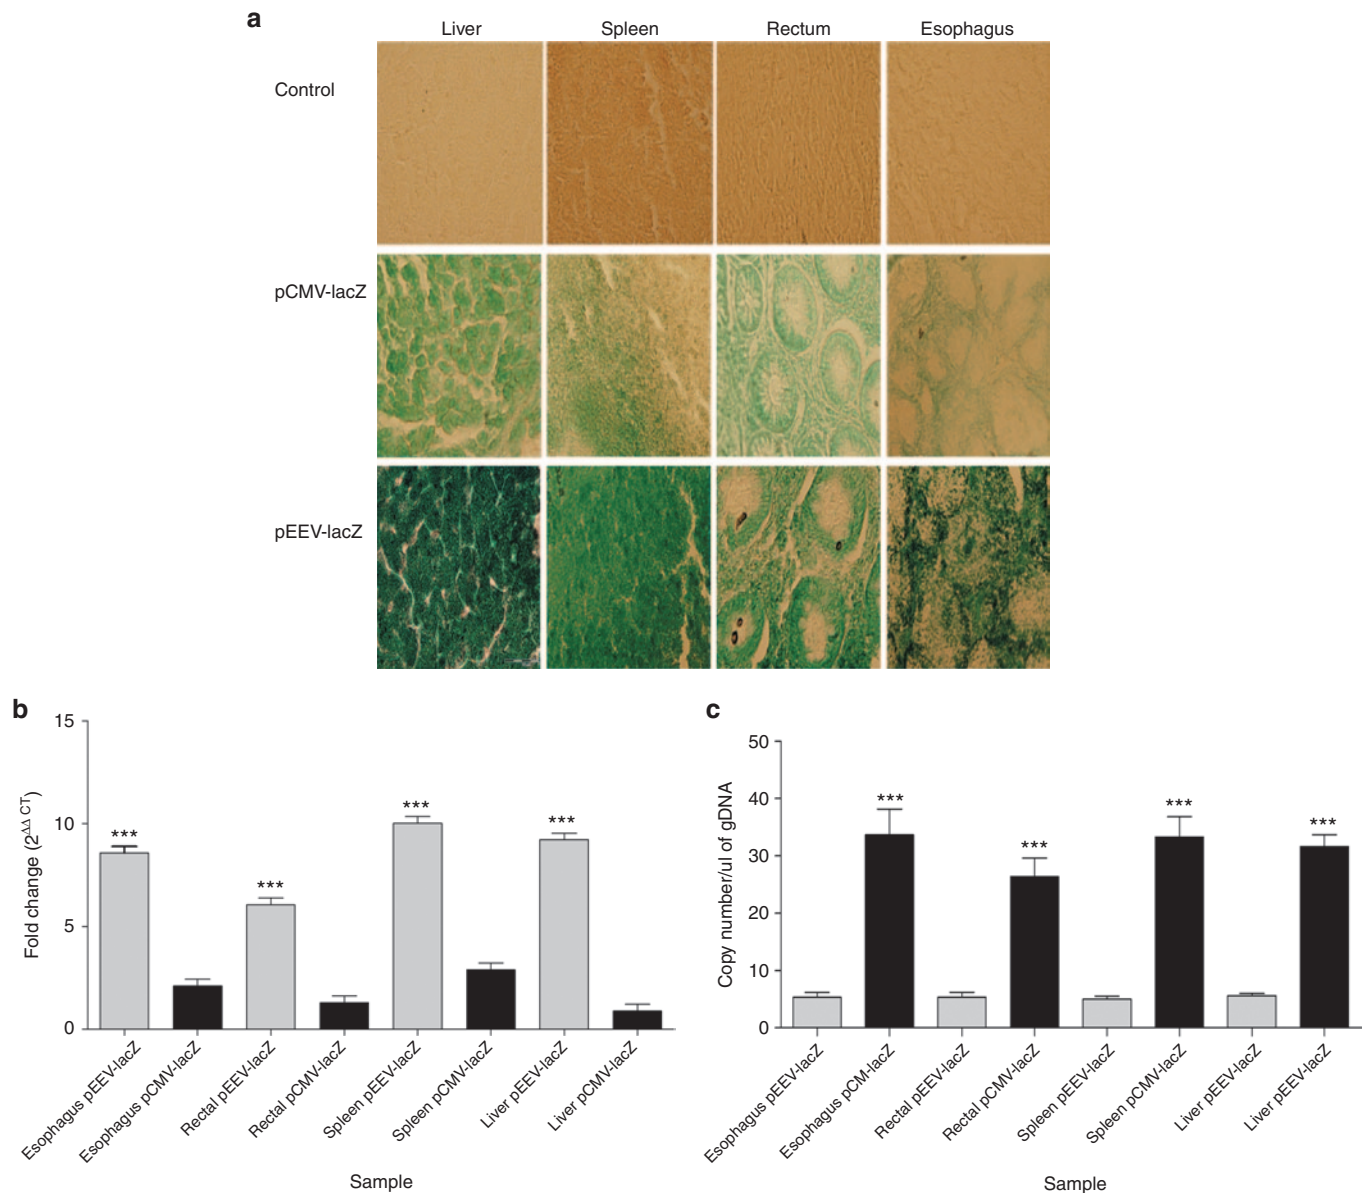 a
Liver Spleen Rectum Esophagus
Control
pCMV-lacZ
pEEV-lacZ
b
15
10
5
0
Fold change (2^ΔΔ CT)
***
***
***
***
Esophagus pEEV-lacZ
Esophagus pCMV-lacZ
Rectal pEEV-lacZ
Rectal pCMV-lacZ
Spleen pEEV-lacZ
Spleen pCMV-lacZ
Liver pEEV-lacZ
Liver pCMV-lacZ
Sample
c
50
40
30
20
10
0
Copy number/ul of gDNA
***
***
***
***
Esophagus pEEV-lacZ
Esophagus pCM-lacZ
Rectal pEEV-lacZ
Rectal pCMV-lacZ
Spleen pEEV-lacZ
Spleen pCMV-lacZ
Liver pEEV-lacZ
Liver pEEV-lacZ
Sample